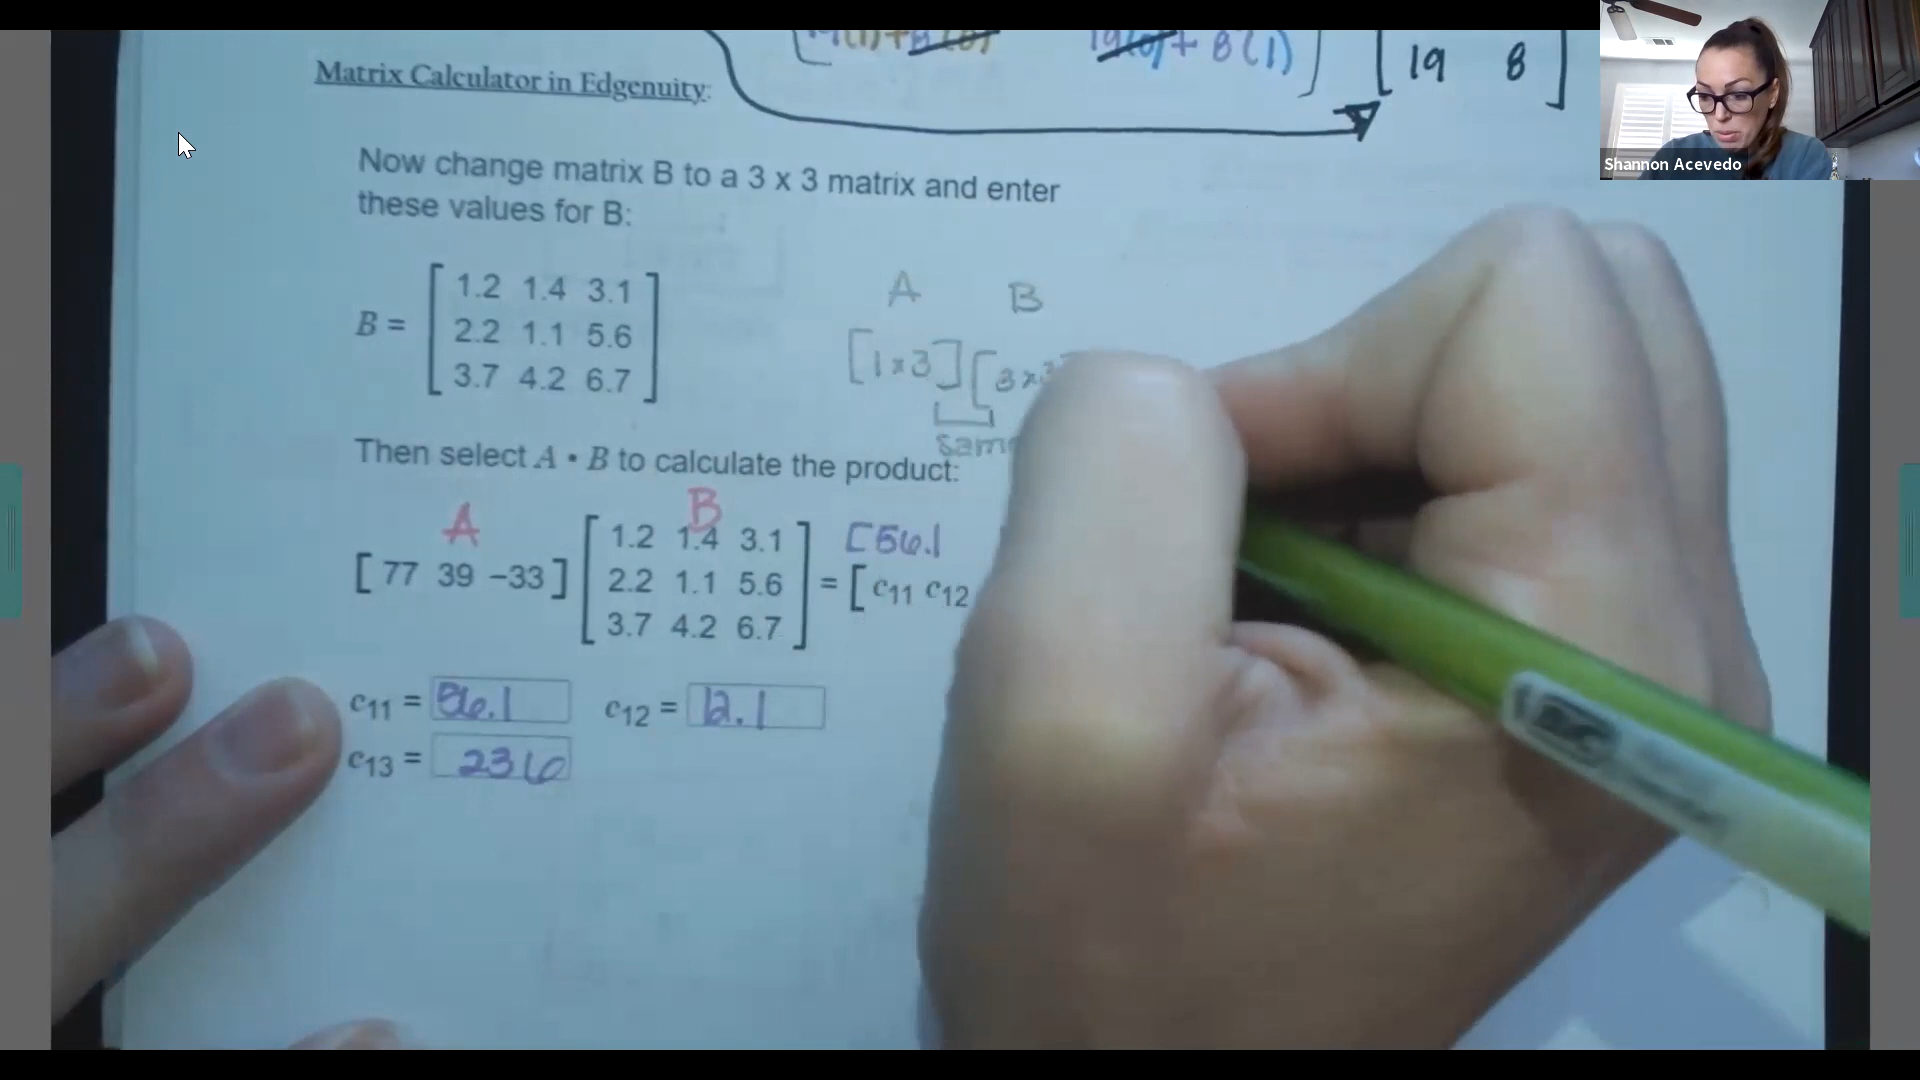 19 8
Matrix Calculator in Edgenuity:
Shannon Acevedo
Now change matrix B to a 3 x 3 matrix and enter
these values for B:
A B
B = [ 1.2 1.4 3.1
2.2 1.1 5.6
3.7 4.2 6.7 ]
[1x3] [3x
Then select A • B to calculate the product:
A B
[ 77 39 −33 ] [ 1.2 1.4 3.1
2.2 1.1 5.6
3.7 4.2 6.7 ] = [ c11 c12
[56.1
c11 = 56.1 c12 = 12.1
c13 = 236
BIC